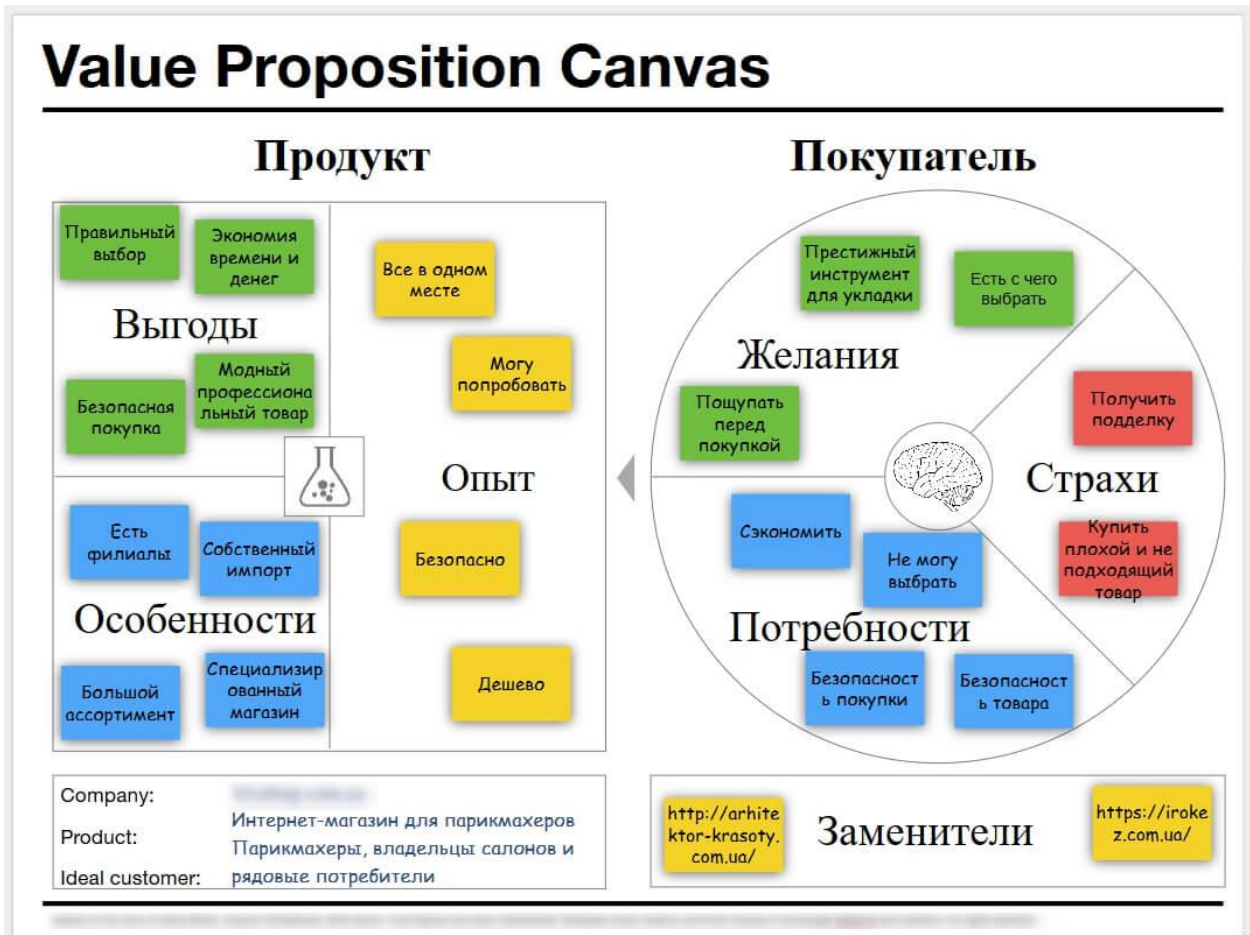 Value Proposition Canvas
Продукт
Правильный
выбор
Экономия
времени и
денег
Выгоды
Безопасная
покупка
Модный
профессиона
льный товар
Все в одном
месте
Могу
попробовать
Опыт
Безопасно
Дешево
Есть
филиалы
Собственный
импорт
Особенности
Большой
ассортимент
Специализир
ованный
магазин
Покупатель
Престижный
инструмент
для укладки
Есть с чего
выбрать
Желания
Пощупать
перед
покупкой
Получить
подделку
Страхи
Купить
плохой и не
подходящий
товар
Сэкономить
Не могу
выбрать
Потребности
Безопасност
ь покупки
Безопасност
ь товара
Company:
Product:
Ideal customer:
Интернет-магазин для парикмахеров
Парикмахеры, владельцы салонов и
рядовые потребители
http://arhite
ktor-krasoty.
com.ua/
Заменители
https://iroke
z.com.ua/